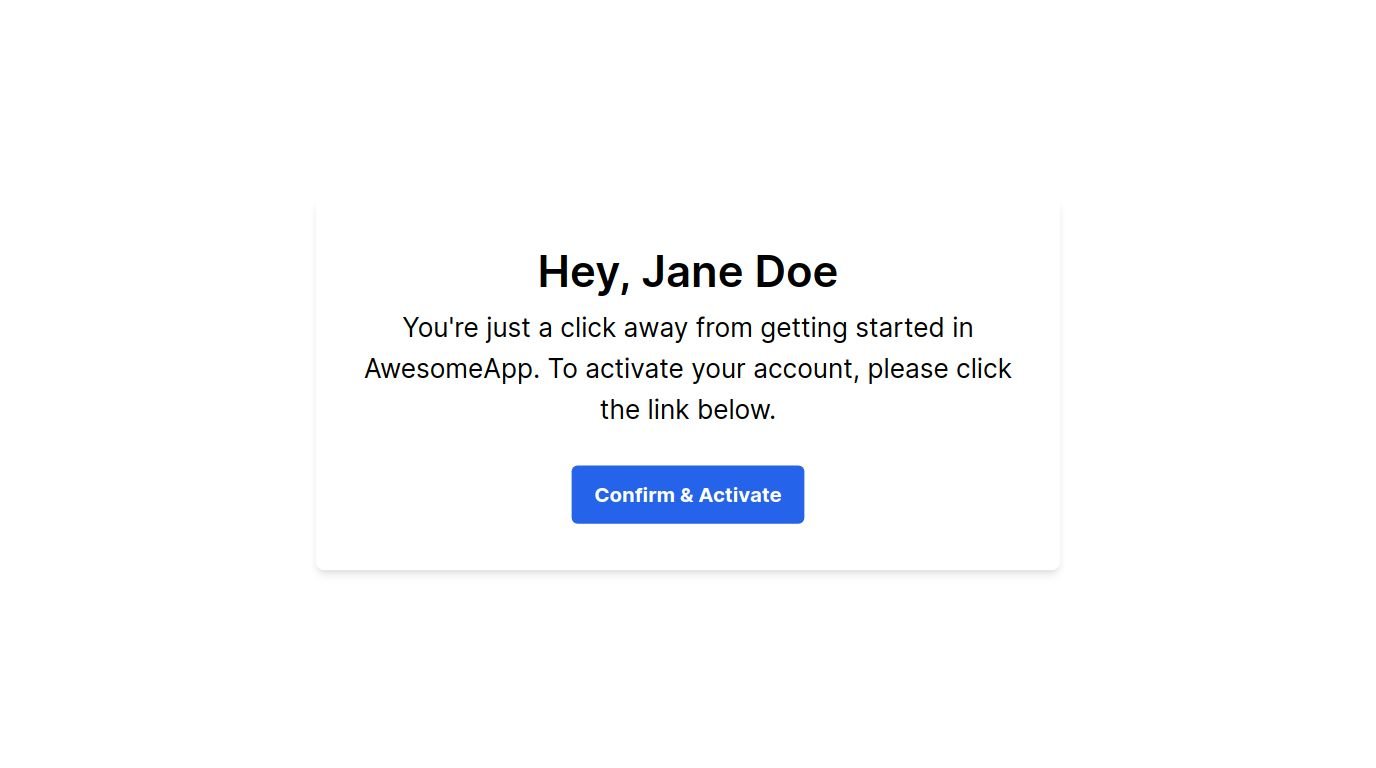 Hey, Jane Doe
You're just a click away from getting started in
AwesomeApp. To activate your account, please click
the link below.
Confirm & Activate